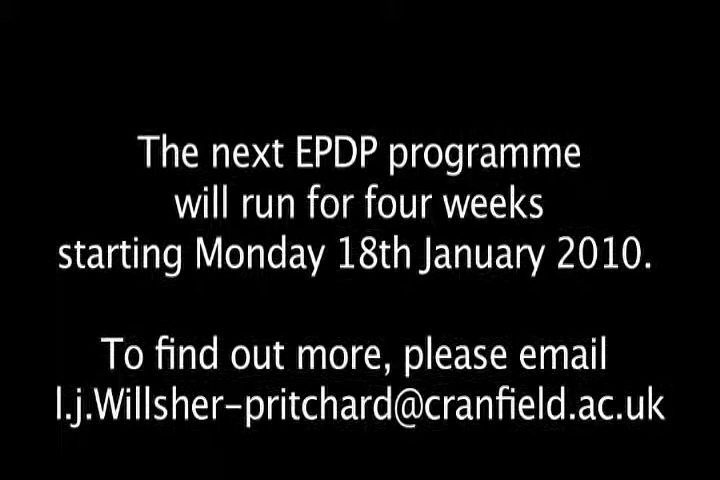 The next EPDP programme
will run for four weeks
starting Monday 18th January 2010.
To find out more, please email
l.j.Willsher-pritchard@cranfield.ac.uk